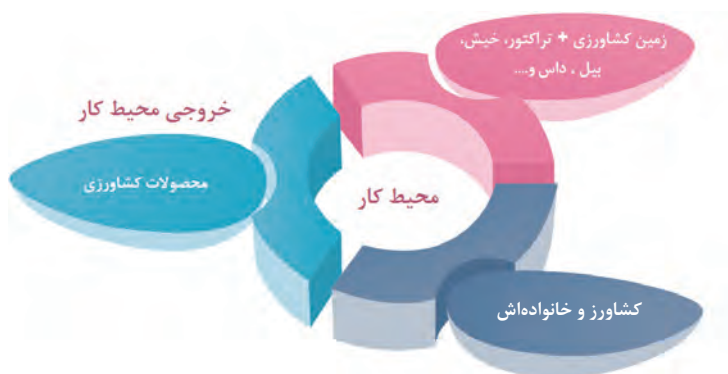 زمین کشاورزی + تراکتور، خیش،
بیل ، داس و....
خروجی محیط کار
محصولات کشاورزی
محیط کار
کشاورز و خانواده‌اش